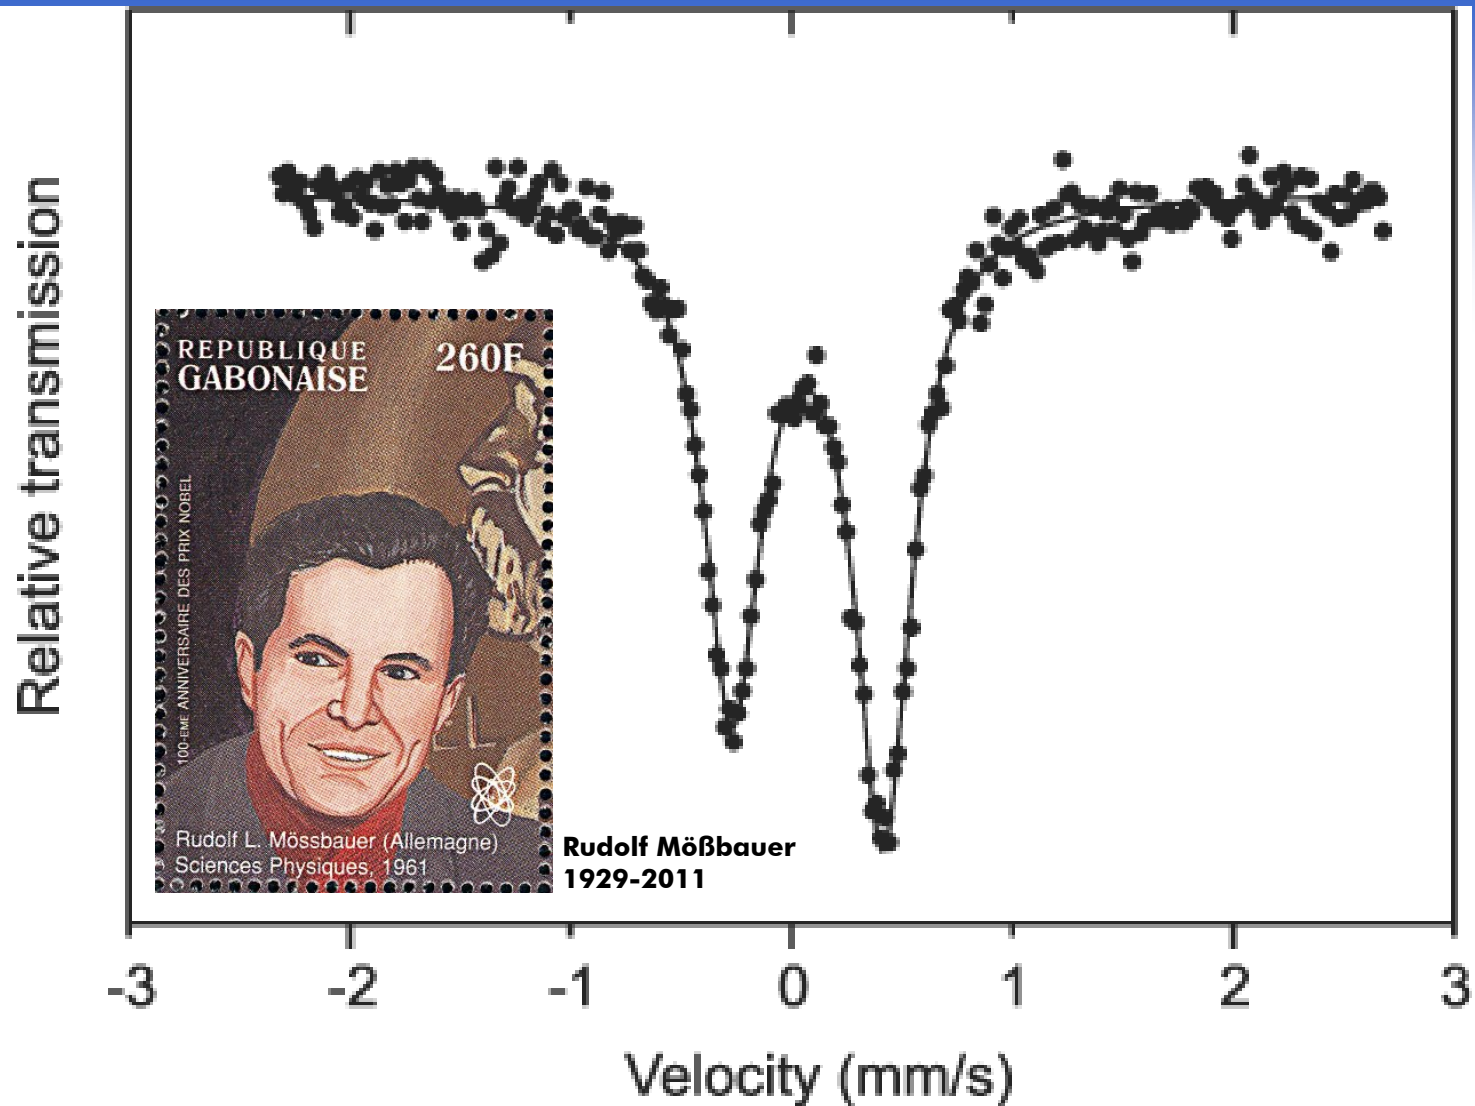 Relative transmission
REPUBLIQUE
GABONAISE
260F
100-EME ANNIVERSAIRE DES PRIX NOBEL
Rudolf L. Mössbauer (Allemagne)
Sciences Physiques, 1961
Rudolf Mößbauer
1929-2011
-3 -2 -1 0 1 2 3
Velocity (mm/s)